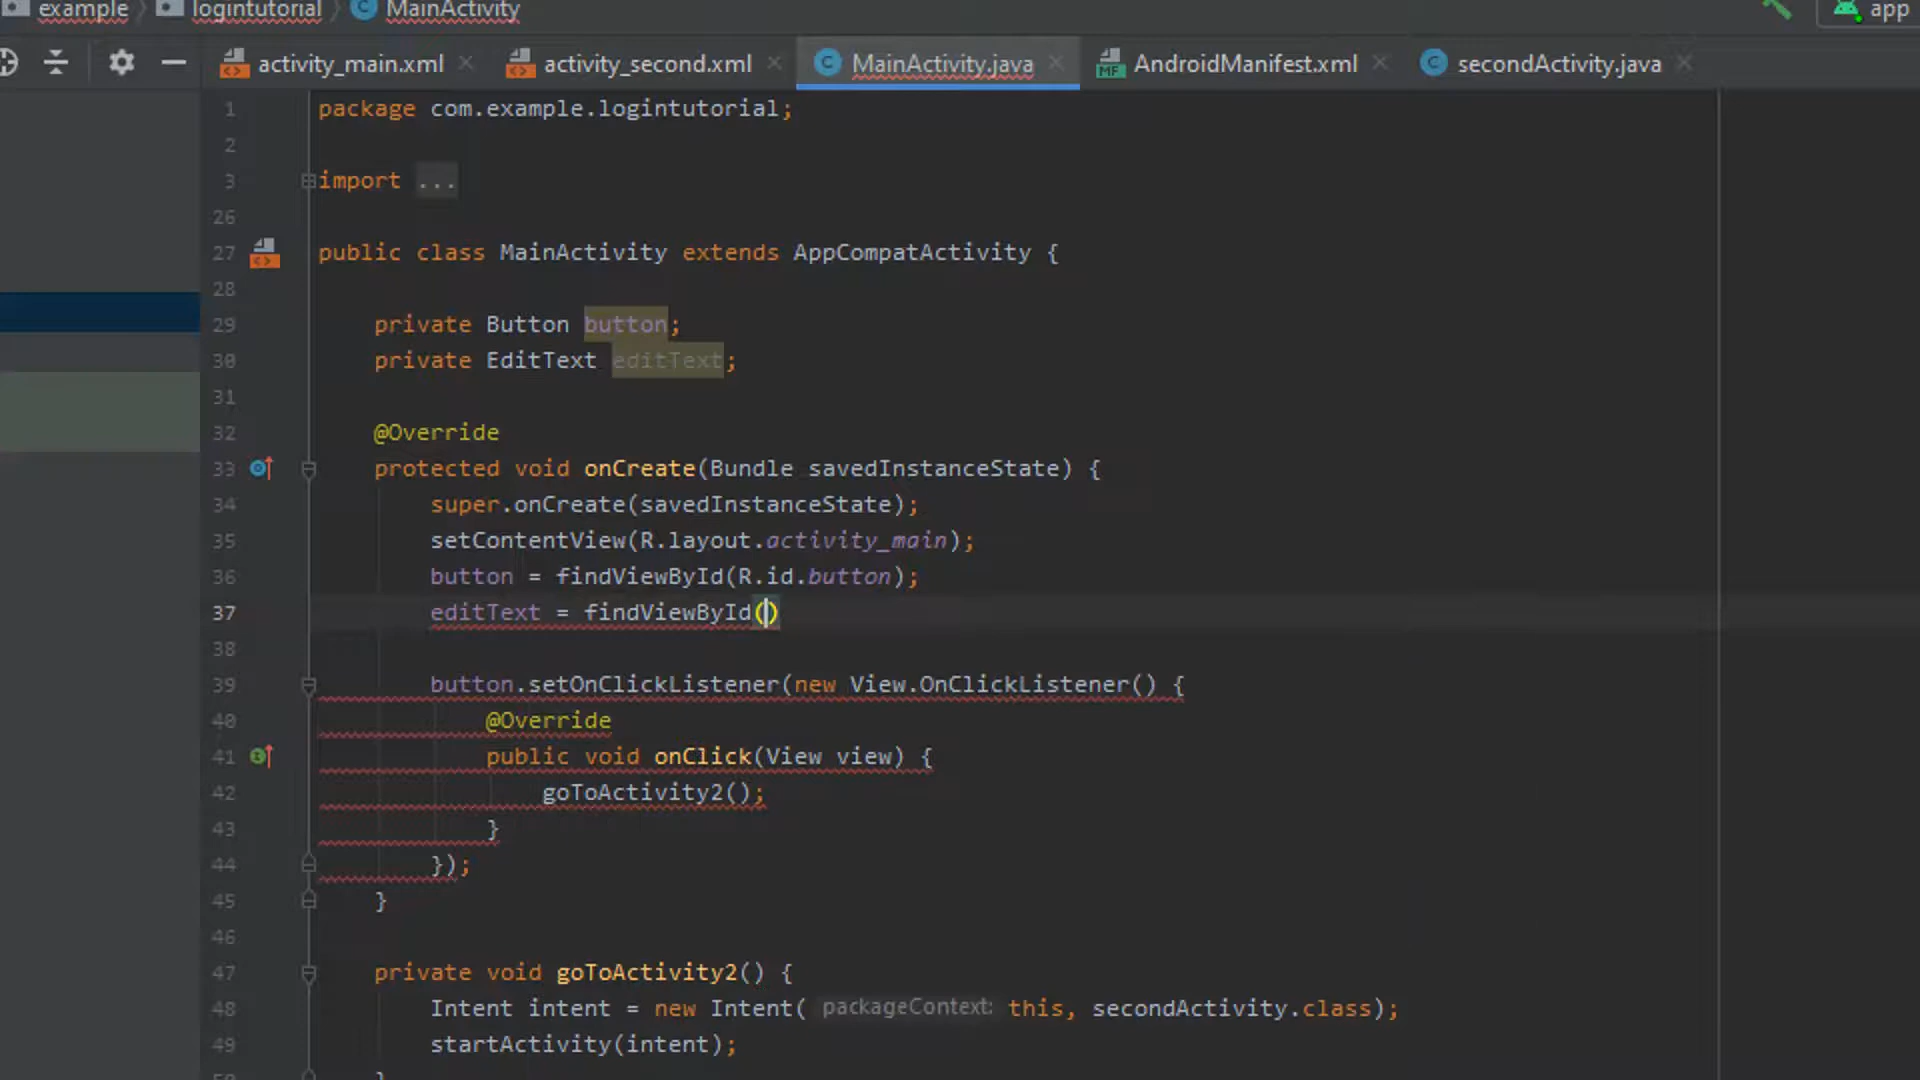 example logintutorial MainActivity app
activity_main.xml activity_second.xml MainActivity.java AndroidManifest.xml secondActivity.java
1 package com.example.logintutorial;
2
3 import ...
26
27 public class MainActivity extends AppCompatActivity {
28
29 private Button button;
30 private EditText editText;
31
32 @Override
33 protected void onCreate(Bundle savedInstanceState) {
34 super.onCreate(savedInstanceState);
35 setContentView(R.layout.activity_main);
36 button = findViewById(R.id.button);
37 editText = findViewById()
38
39 button.setOnClickListener(new View.OnClickListener() {
40 @Override
41 public void onClick(View view) {
42 goToActivity2();
43 }
44 });
45 }
46
47 private void goToActivity2() {
48 Intent intent = new Intent( packageContext: this, secondActivity.class);
49 startActivity(intent);